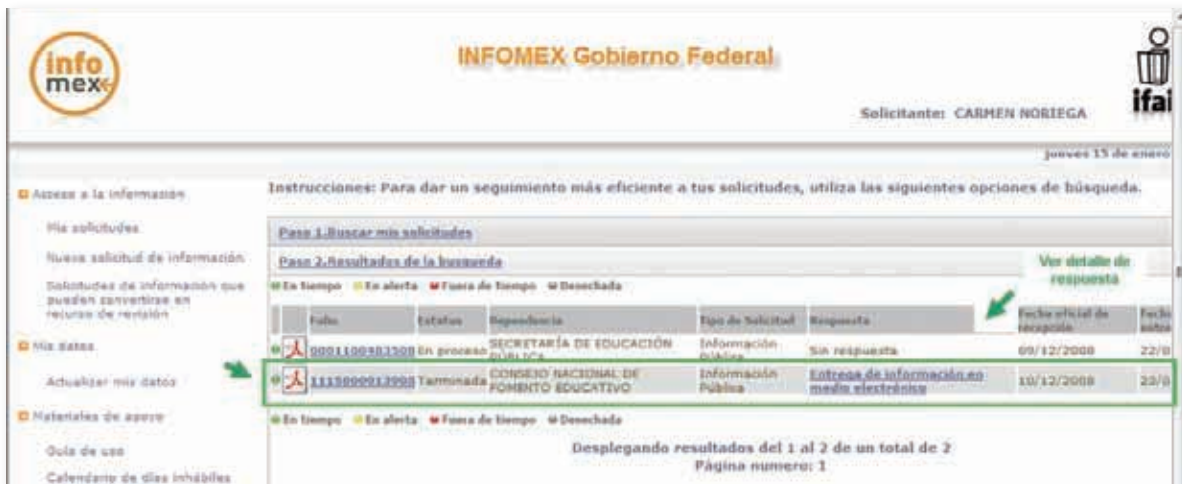 info
mex
INFOMEX Gobierno Federal
ifai
Solicitante: CARMEN NORIEGA
jueves 15 de enero
Acceso a la información
Mis solicitudes
Nueva solicitud de información
Solicitudes de información que
pueden convertirse en
recurso de revisión
Mis datos
Actualizar mis datos
Materiales de apoyo
Guía de uso
Calendario de días inhábiles
Instrucciones: Para dar un seguimiento más eficiente a tus solicitudes, utiliza las siguientes opciones de búsqueda.
Paso 1.Buscar mis solicitudes
Paso 2.Resultados de la busqueda
Ver detalle de
respuesta
En tiempo En alerta Fuera de tiempo Desechada
Folio Estatus Dependencia Tipo de Solicitud Respuesta Fecha oficial de
recepción
En proceso SECRETARÍA DE EDUCACIÓN
PÚBLICA Información
Pública Sin respuesta 09/12/2008 22/0
Terminada CONSEJO NACIONAL DE
FOMENTO EDUCATIVO Información
Pública Entrega de información en
medio electrónico 10/12/2008
En tiempo En alerta Fuera de tiempo Desechada
Desplegando resultados del 1 al 2 de un total de 2
Página numero: 1